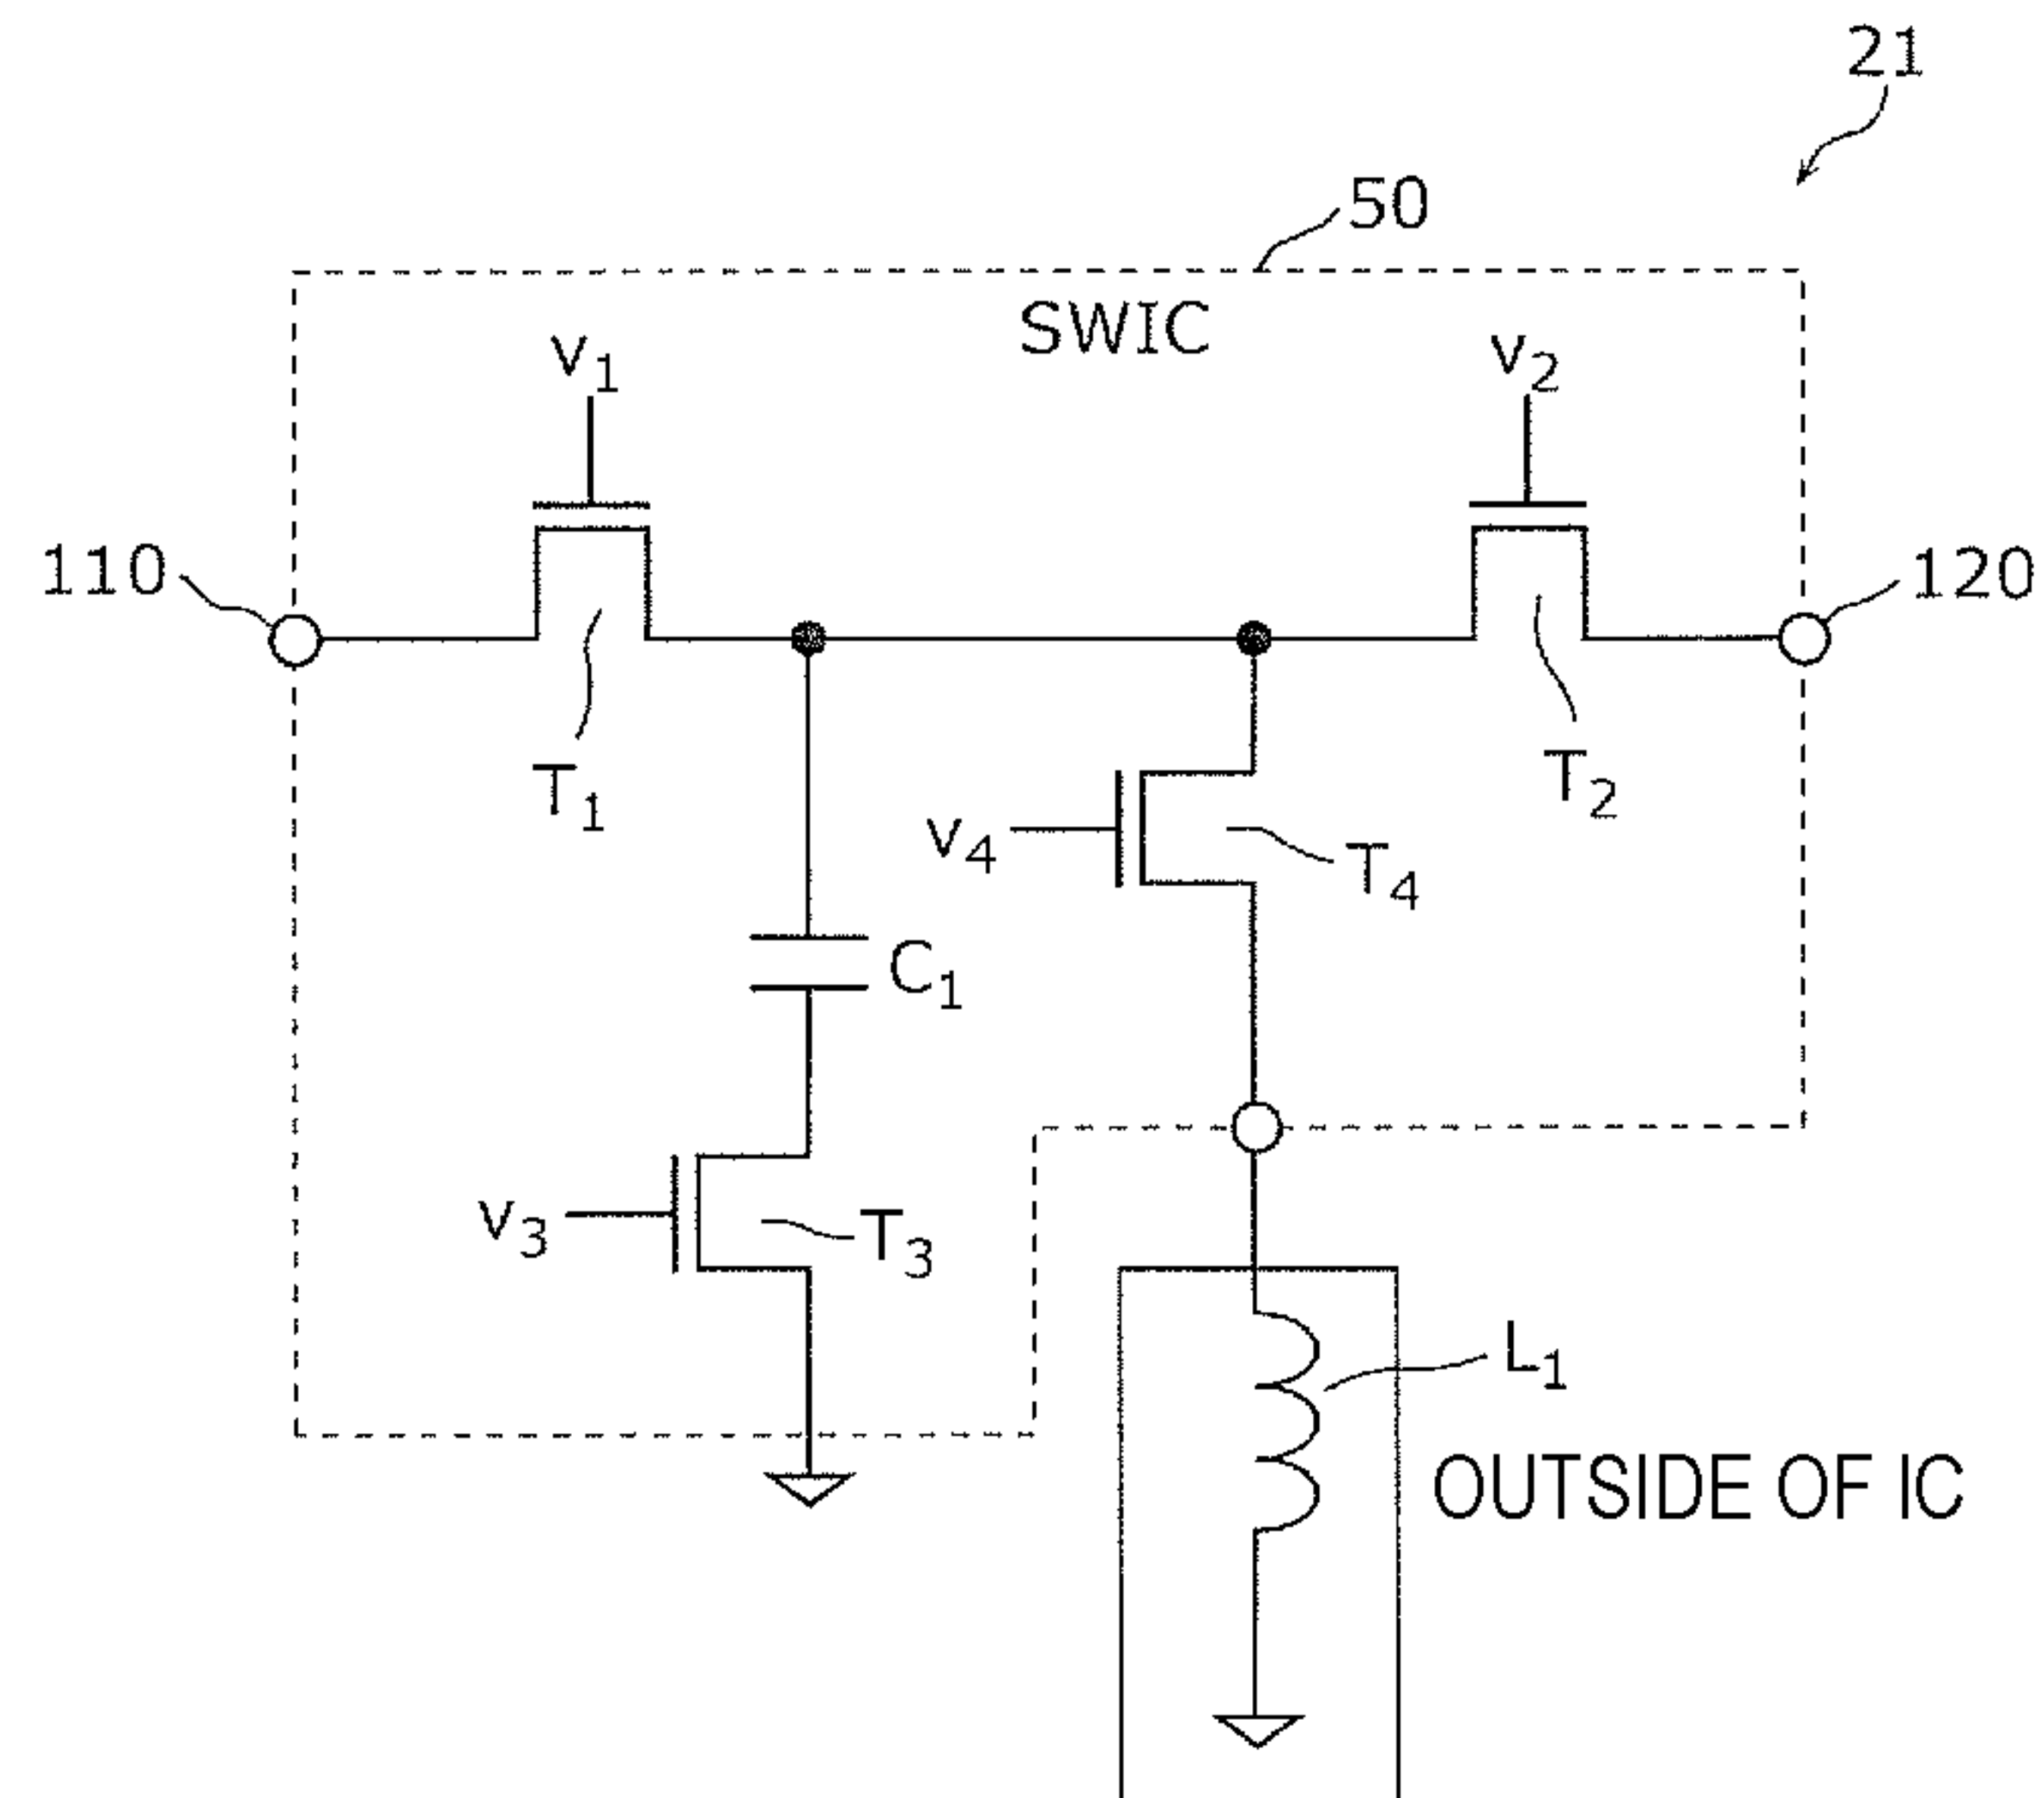 21
50
SWIC
v1
v2
110
120
T1
T2
v4
T4
C1
v3
T3
L1
OUTSIDE OF IC